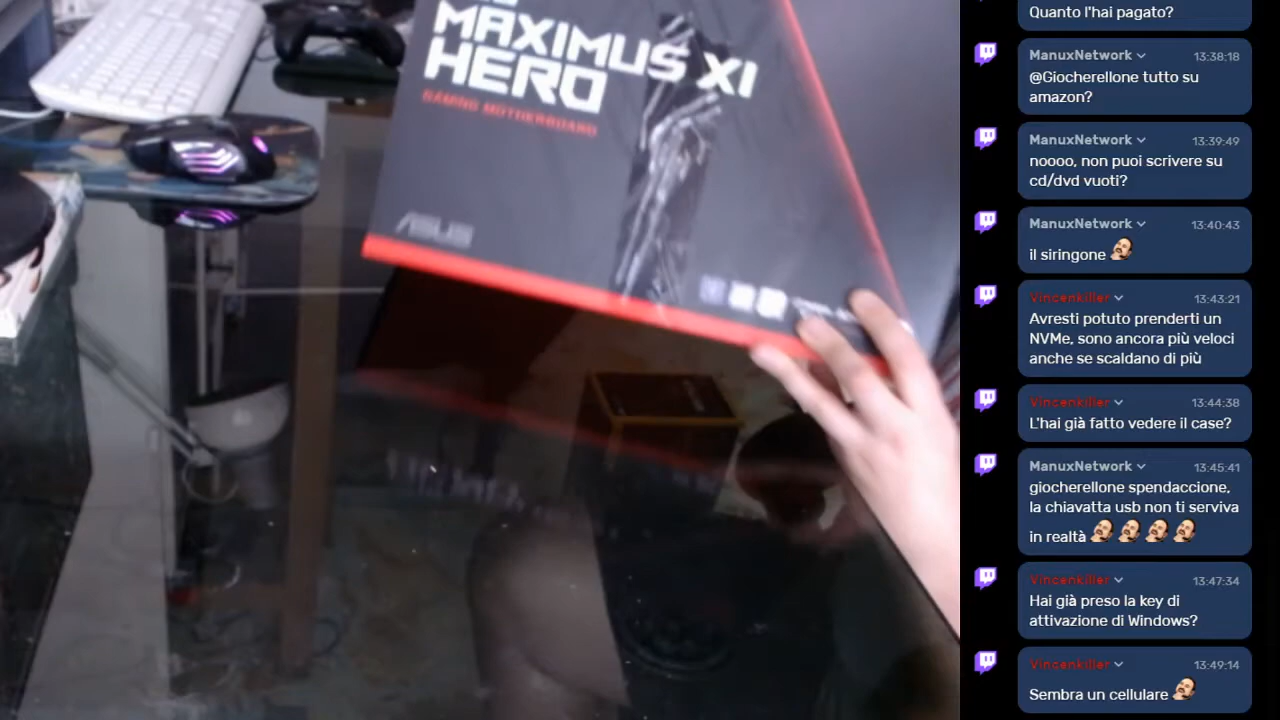 MAXIMUS XI
HERO
GAMING MOTHERBOARD
ASUS
Quanto l'hai pagato?
ManuxNetwork 13:38:18
@Giocherellone tutto su
amazon?
ManuxNetwork 13:39:49
noooo, non puoi scrivere su
cd/dvd vuoti?
ManuxNetwork 13:40:43
il siringone
Vincenkiller 13:43:21
Avresti potuto prenderti un
NVMe, sono ancora più veloci
anche se scaldano di più
Vincenkiller 13:44:38
L'hai già fatto vedere il case?
ManuxNetwork 13:45:41
giocherellone spendaccione,
la chiavatta usb non ti serviva
in realtà
Vincenkiller 13:47:34
Hai già preso la key di
attivazione di Windows?
Vincenkiller 13:49:14
Sembra un cellulare